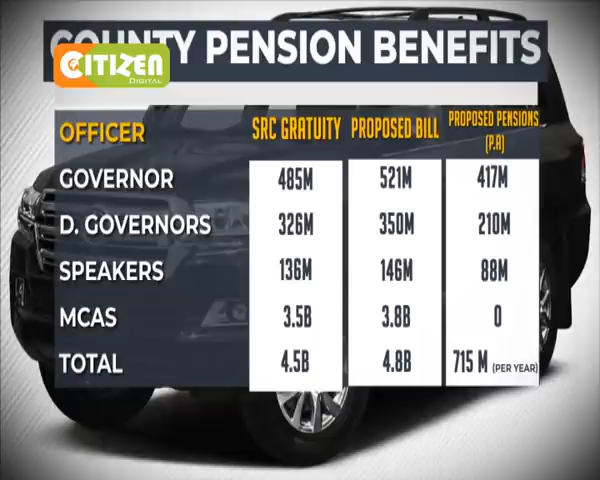 COUNTY PENSION BENEFITS
CITIZEN
DIGITAL
OFFICER SRC GRATUITY PROPOSED BILL PROPOSED PENSIONS (P.A)
GOVERNOR 485M 521M 417M
D. GOVERNORS 326M 350M 210M
SPEAKERS 136M 146M 88M
MCAS 3.5B 3.8B 0
TOTAL 4.5B 4.8B 715 M (PER YEAR)